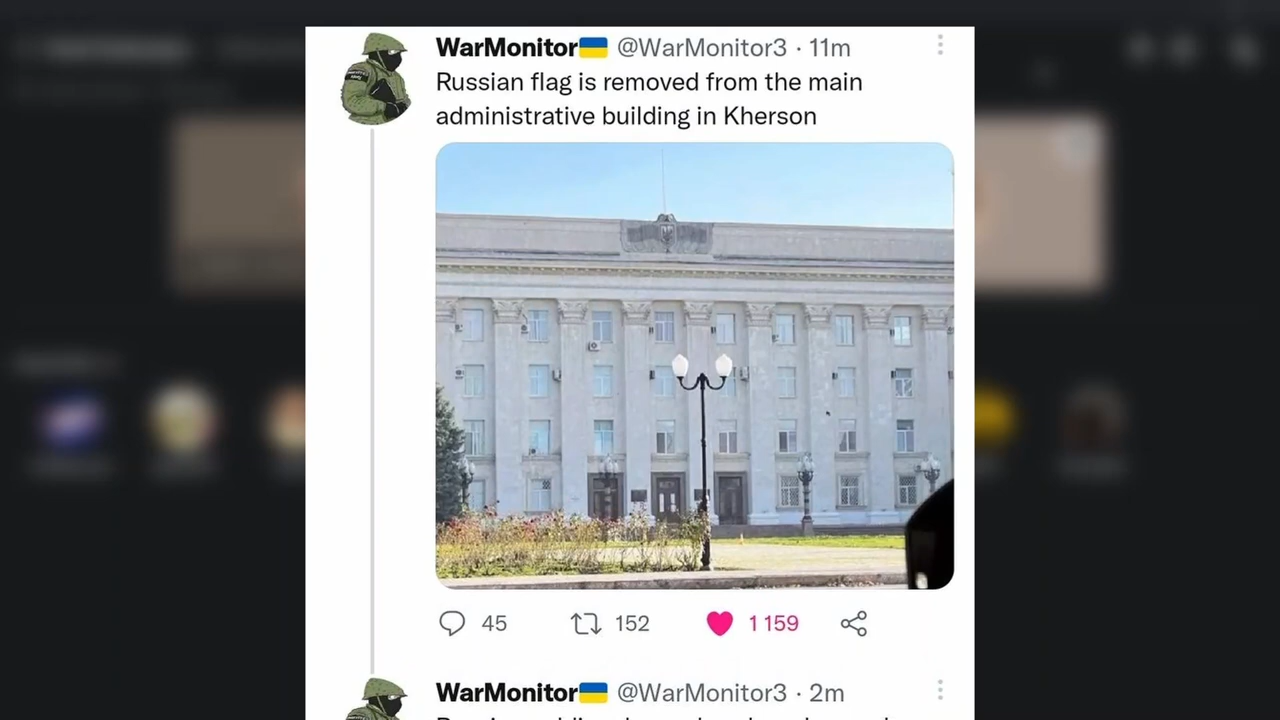 WarMonitor🇺🇦 @WarMonitor3 · 11m
Russian flag is removed from the main
administrative building in Kherson
45 152 1 159
WarMonitor🇺🇦 @WarMonitor3 · 2m